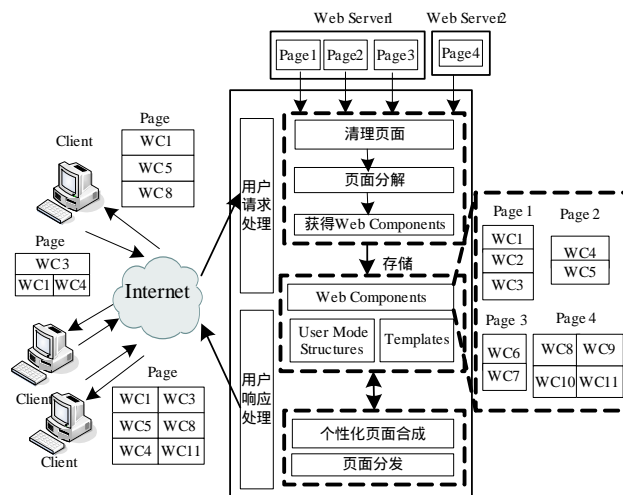 Web Server1
Web Server2
Page1 Page2 Page3
Page4
Client
Page
WC1
WC5
WC8
Page
WC3
WC1 WC4
Internet
Client
Client
Page
WC1 WC3
WC5 WC8
WC4 WC11
用户请求处理
用户响应处理
清理页面
页面分解
获得Web Components
存储
Web Components
User Mode Structures
Templates
个性化页面合成
页面分发
Page 1
WC1
WC2
WC3
Page 2
WC4
WC5
Page 3
WC6
WC7
Page 4
WC8 WC9
WC10 WC11